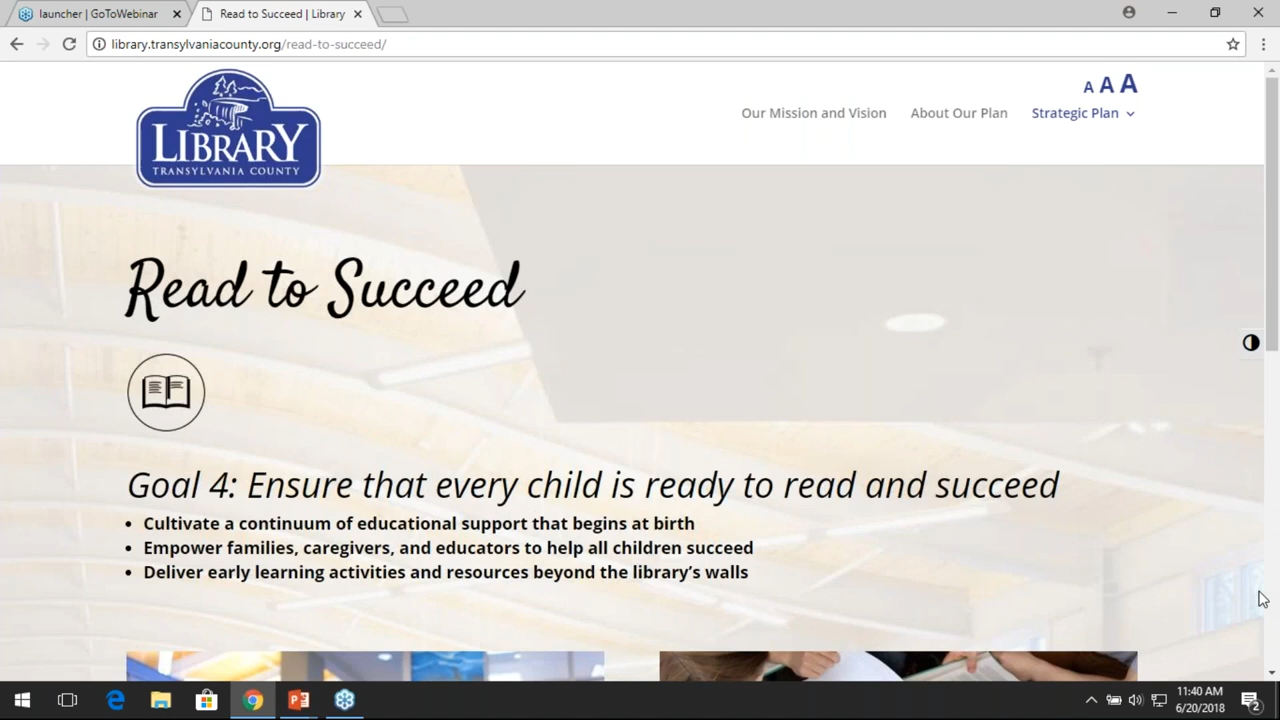 launcher | GoToWebinar
Read to Succeed | Library
library.transylvaniacounty.org/read-to-succeed/
A A A
LIBRARY
TRANSYLVANIA COUNTY
Our Mission and Vision
About Our Plan
Strategic Plan
Read to Succeed
Goal 4: Ensure that every child is ready to read and succeed
• Cultivate a continuum of educational support that begins at birth
• Empower families, caregivers, and educators to help all children succeed
• Deliver early learning activities and resources beyond the library’s walls
11:40 AM
6/20/2018
2